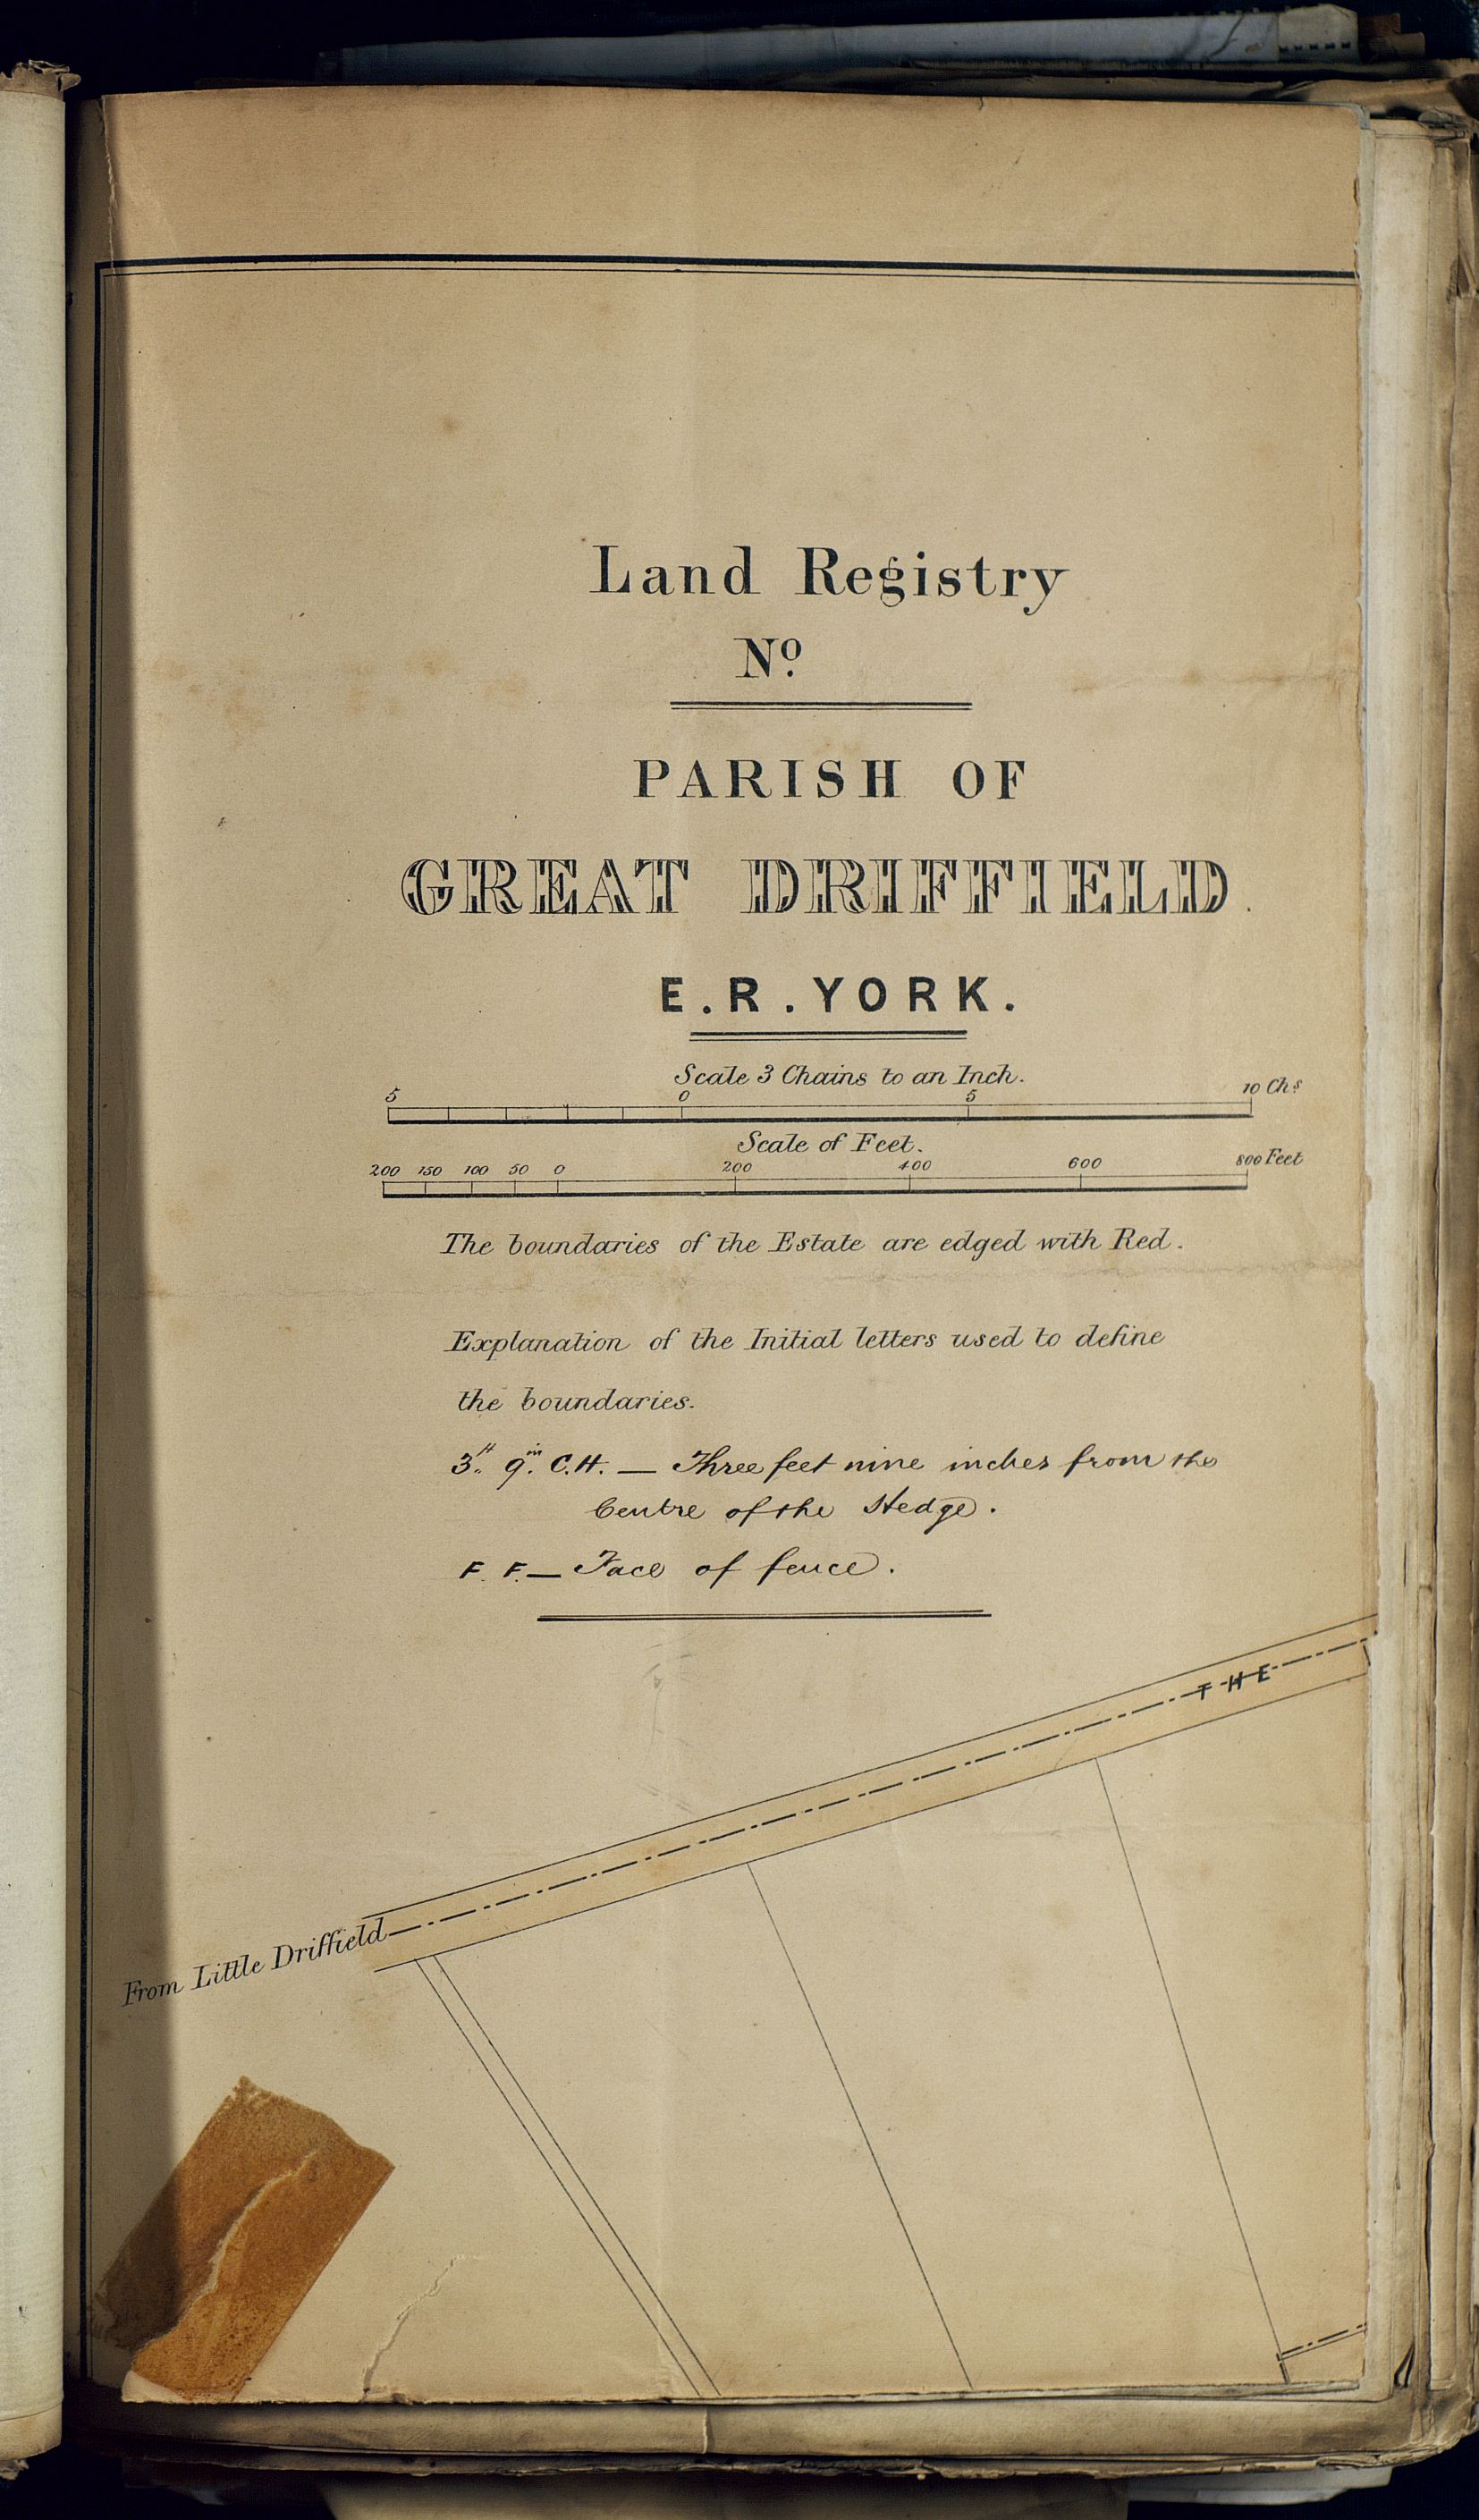 Land Registry
Nº
PARISH OF
GREAT DRIFFIELD.
E.R. YORK.
Scale 3 Chains to an Inch.
5 0 5 10 Chs
Scale of Feet.
200 150 100 50 0 200 400 600 800 Feet
The boundaries of the Estate are edged with Red.
Explanation of the Initial letters used to define
the boundaries.
3ft. 9in. C.H. — Three feet nine inches from the
Centre of the Hedge.
F. F. — Face of fence.
THE
From Little Driffield